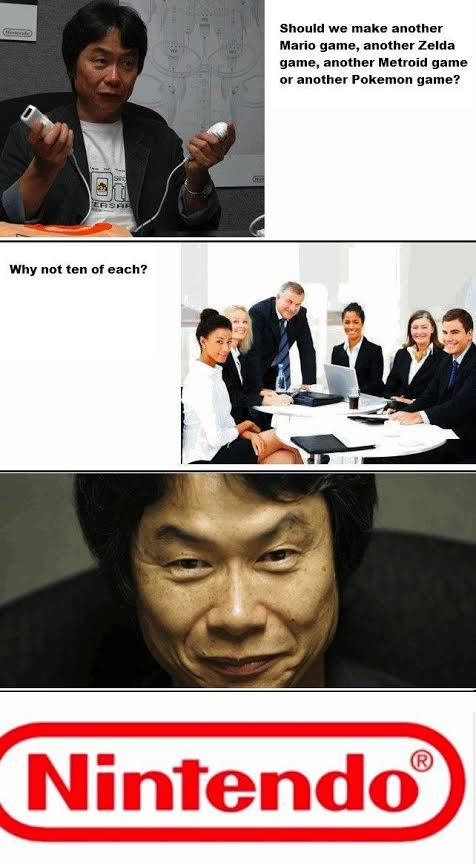 Nintendo
Should we make another
Mario game, another Zelda
game, another Metroid game
or another Pokemon game?
Why not ten of each?
Nintendo®